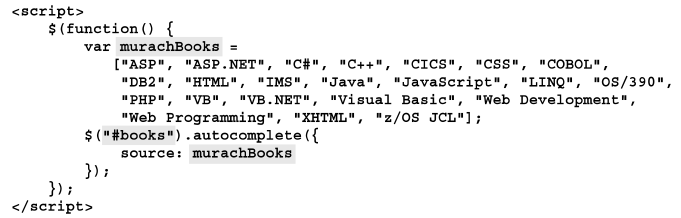 <script>
    $(function() {
        var murachBooks =
           ["ASP", "ASP.NET", "C#", "C++", "CICS", "CSS", "COBOL",
            "DB2", "HTML", "IMS", "Java", "JavaScript", "LINQ", "OS/390",
            "PHP", "VB", "VB.NET", "Visual Basic", "Web Development",
            "Web Programming", "XHTML", "z/OS JCL"];
        $("#books").autocomplete({
            source: murachBooks
        });
    });
</script>